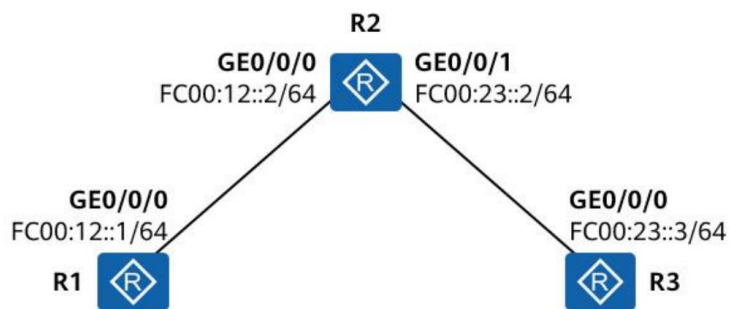 R2
GE0/0/0
FC00:12::2/64
GE0/0/1
FC00:23::2/64
R
GE0/0/0
FC00:12::1/64
R1
R
GE0/0/0
FC00:23::3/64
R
R3